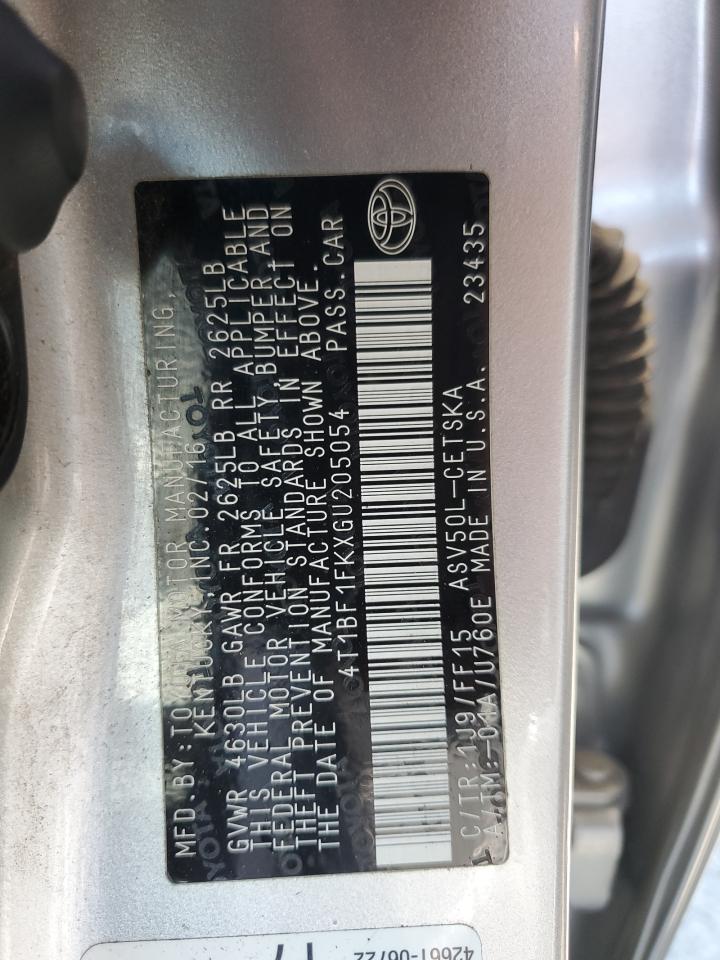 MFD.BY:TOYOTA MOTOR MANUFACTURING,
KENTUCKY, INC. 02/16
GVWR 4630LB GAWR FR 2625LB RR 2625LB
THIS VEHICLE CONFORMS TO ALL APPLICABLE
FEDERAL MOTOR VEHICLE SAFETY, BUMPER, AND
THEFT PREVENTION STANDARDS IN EFFECT ON
THE DATE OF MANUFACTURE SHOWN ABOVE.
4T1BF1FKXGU205054 PASS.CAR
C/TR:1J9/FF15 ASV50L-CETSKA
A/TM:-01A/U760E MADE IN U.S.A. 23435
42661-06722